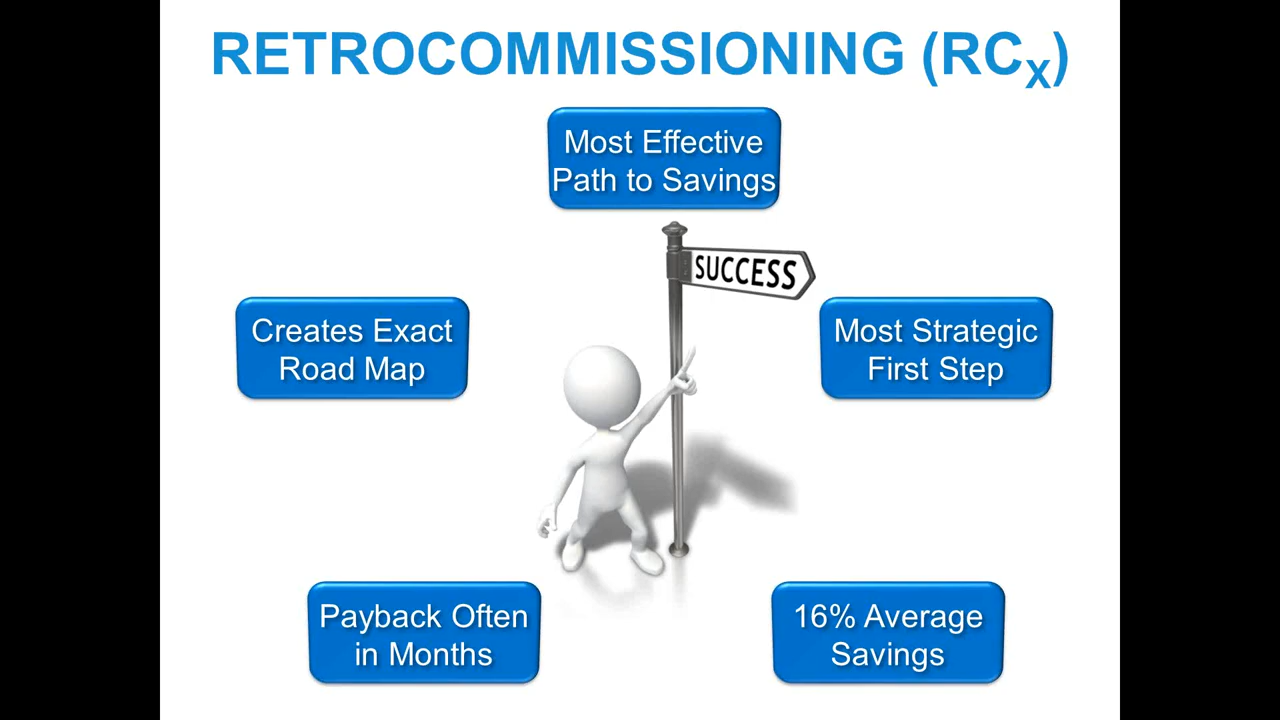 RETROCOMMISSIONING (RCX)
Most Effective
Path to Savings
SUCCESS
Creates Exact
Road Map
Most Strategic
First Step
Payback Often
in Months
16% Average
Savings